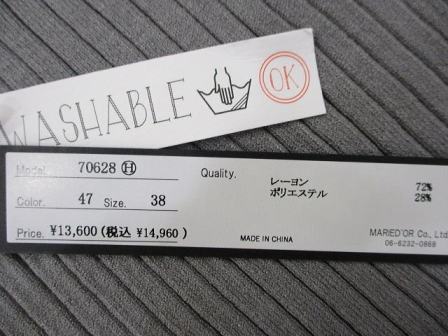 WASHABLE OK
Model. 70628 Ⓗ
Color. 47 Size. 38
Price. ¥13,600(税込 ¥14,960)
Quality.
レーヨン 72%
ポリエステル 28%
MADE IN CHINA
MARIED'OR Co., Ltd
06-6232-0868